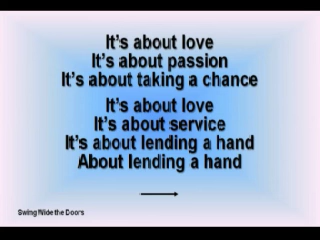 It's about love
It's about passion
It's about taking a chance
It's about love
It's about service
It's about lending a hand
About lending a hand
Swing Wide the Doors